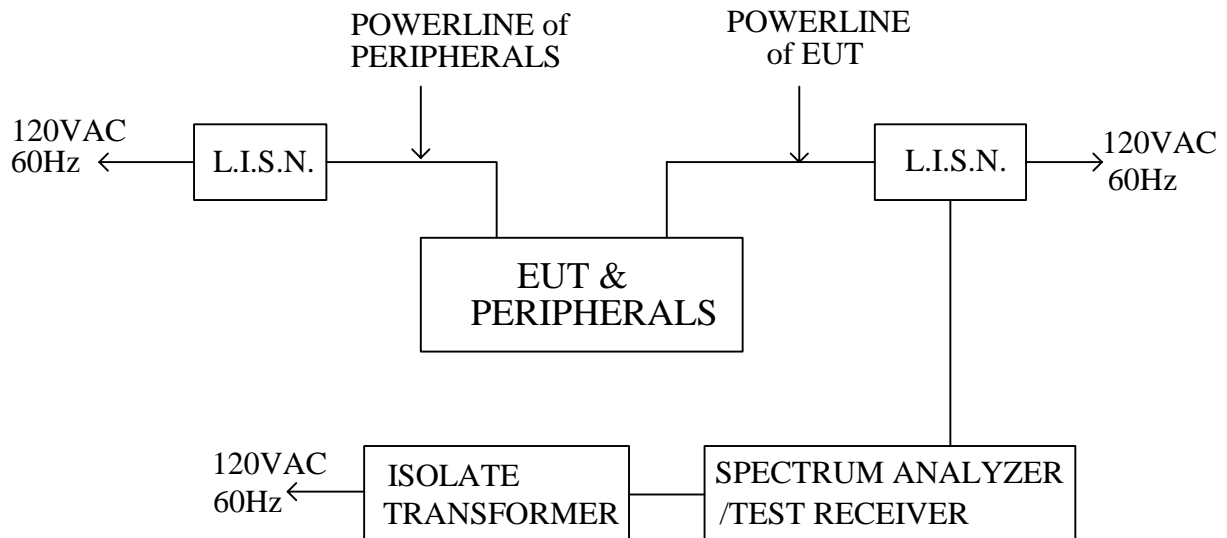 POWERLINE of
PERIPHERALS
POWERLINE
of EUT
120VAC
60Hz
L.I.S.N.
L.I.S.N.
120VAC
60Hz
EUT &
PERIPHERALS
120VAC
60Hz
ISOLATE
TRANSFORMER
SPECTRUM ANALYZER
/TEST RECEIVER